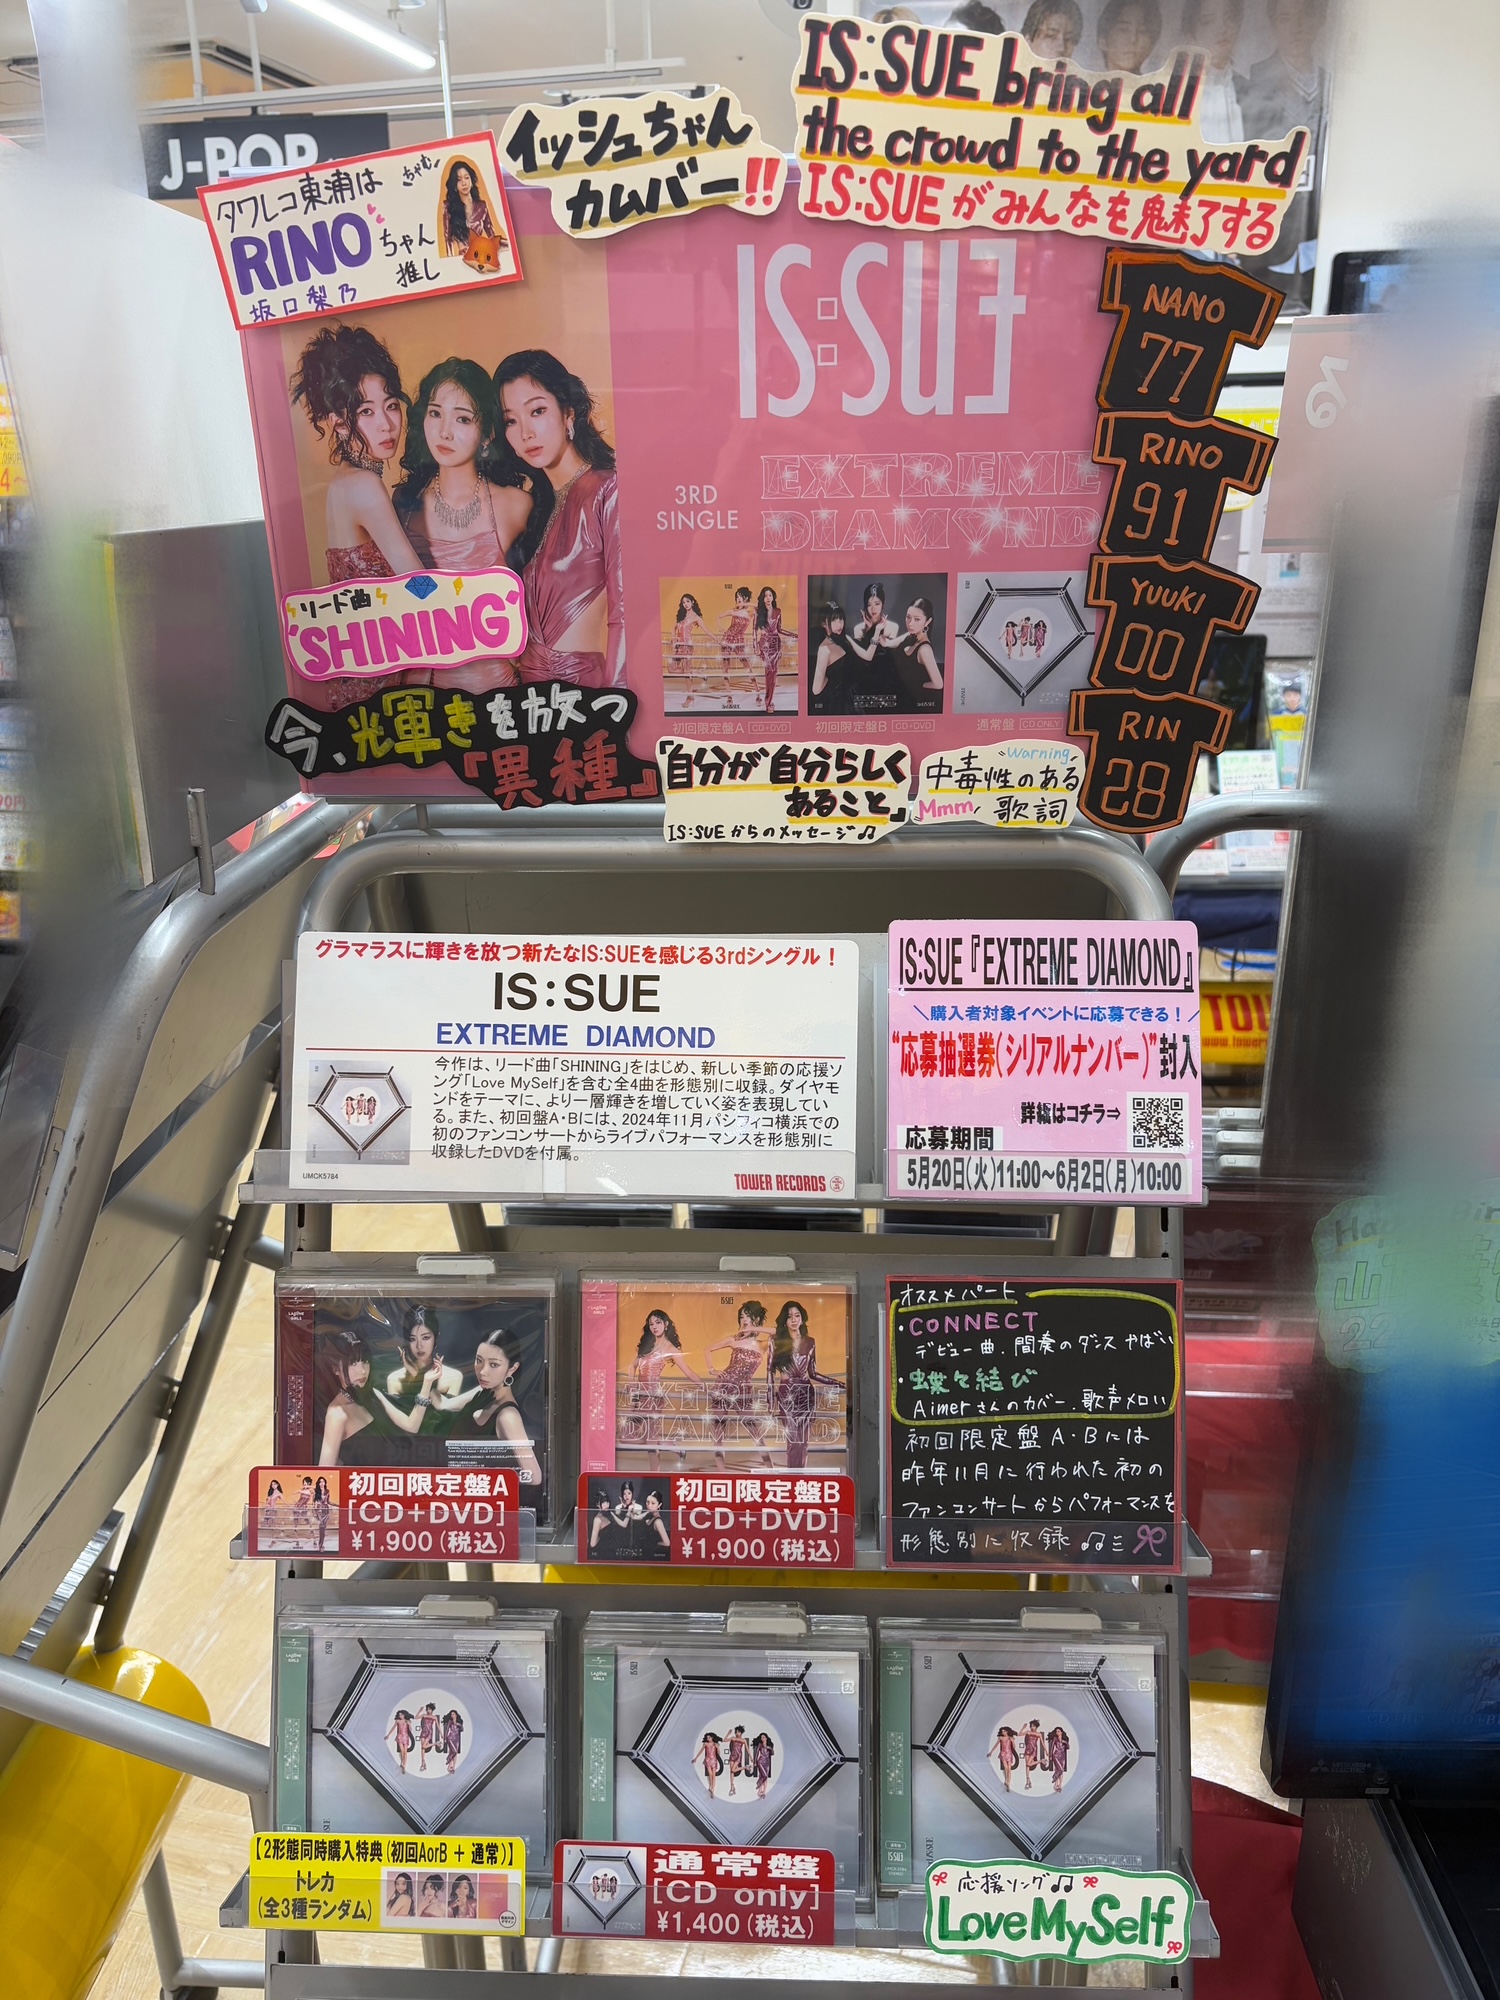 J-POP
IS:SUE bring all
the crowd to the yard
IS:SUEがみんなを魅了する
イッシュちゃん
カムバー!!
タワレコ東浦は
きゃむ
RINOちゃん
推し
坂口梨乃
IS:SUE
3RD
SINGLE
EXTREME
DIAMOND
NANO
77
RINO
91
YUUKI
00
RIN
28
初回限定盤A CD+DVD
初回限定盤B CD+DVD
通常盤 CD ONLY
リード曲
"SHINING"
今、光輝きを放つ
『異種』
「自分が自分らしく
あること」
IS:SUEからのメッセージ♫
Warning
中毒性のある
Mmm 歌詞
グラマラスに輝きを放つ新たなIS:SUEを感じる3rdシングル!
IS:SUE
EXTREME DIAMOND
今作は、リード曲「SHINING」をはじめ、新しい季節の応援ソ
ング「Love MySelf」を含む全4曲を形態別に収録。ダイヤモ
ンドをテーマに、より一層輝きを増していく姿を表現してい
る。また、初回盤A・Bには、2024年11月パシフィコ横浜での
初のファンコンサートからライブパフォーマンスを形態別に
収録したDVDを付属。
UMCK5784
TOWER RECORDS
IS:SUE『EXTREME DIAMOND』
＼購入者対象イベントに応募できる!／
"応募抽選券(シリアルナンバー)"封入
詳細はコチラ⇒
応募期間
5月20日(火)11:00~6月2日(月)10:00
TOW
EXTREME
DIAMOND
初回限定盤A
[CD+DVD]
¥1,900(税込)
初回限定盤B
[CD+DVD]
¥1,900(税込)
オススメパート
・CONNECT
デビュー曲.間奏のダンスやばい
・蝶々結び
Aimerさんのカバー.歌声メロい
初回限定盤A・Bには
昨年11月に行われた初の
ファンコンサートからパフォーマンスを
形態別に収録♫
【2形態同時購入特典(初回AorB + 通常)】
トレカ
(全3種ランダム)
通常盤
[CD only]
¥1,400(税込)
応援ソング♫
LoveMySelf
MITSUBISHI
ELECTRIC